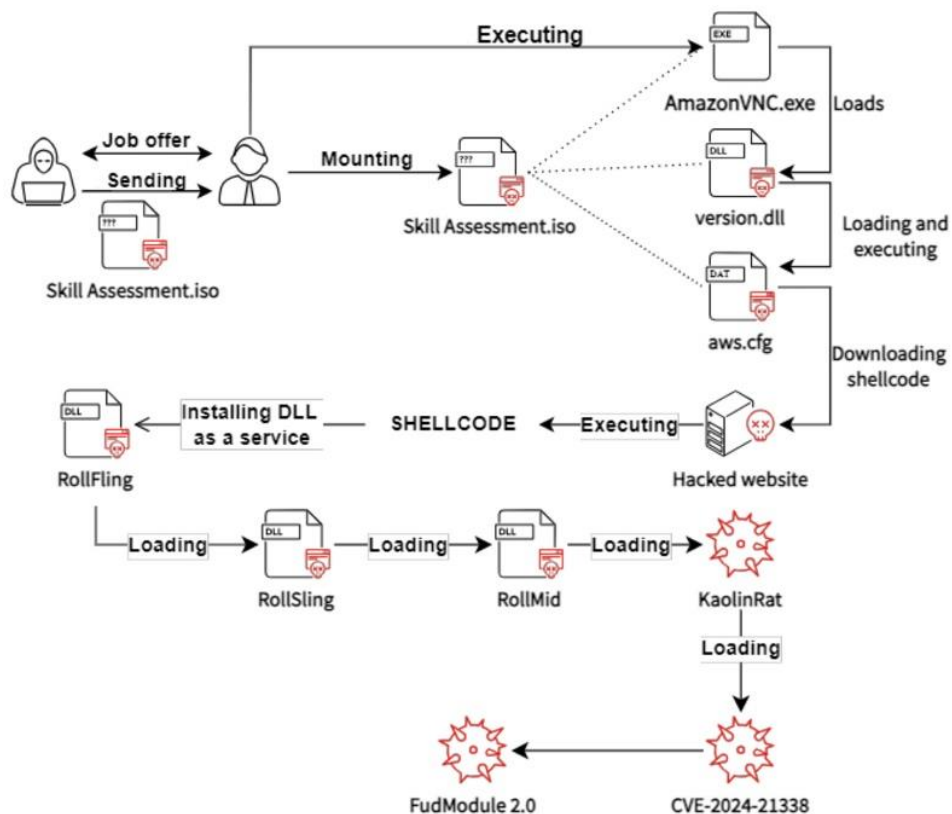 Executing
EXE
AmazonVNC.exe
Loads
Job offer
Sending
Mounting
???
Skill Assessment.iso
???
Skill Assessment.iso
DLL
version.dll
Loading and
executing
DAT
aws.cfg
Downloading
shellcode
DLL
RollFling
Installing DLL
as a service
SHELLCODE
Executing
Hacked website
Loading
DLL
RollSling
Loading
DLL
RollMid
Loading
KaolinRat
Loading
FudModule 2.0
CVE-2024-21338